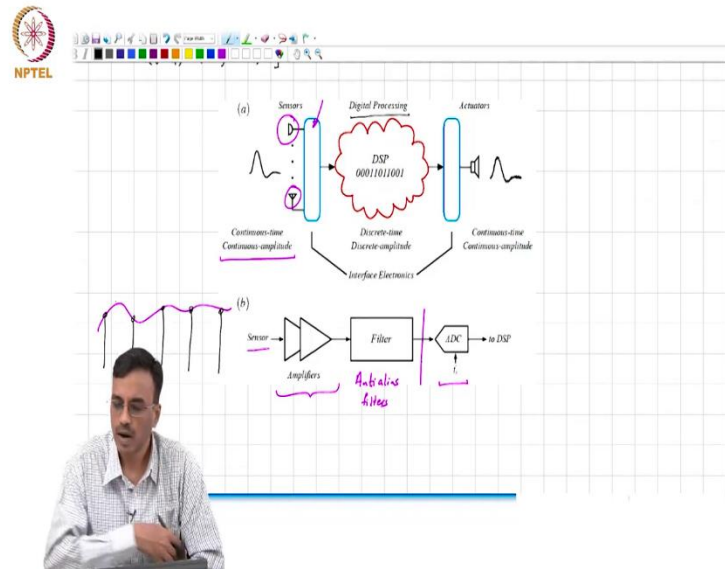 NPTEL
(a)
Sensors
Digital Processing
Actuators
DSP
00011011001
Continuous-time
Continuous-amplitude
Discrete-time
Discrete-amplitude
Continuous-time
Continuous-amplitude
Interface Electronics
(b)
Sensor
Filter
ADC
to DSP
Amplifiers
Antialias
filters